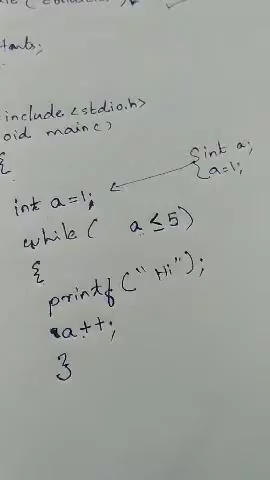 include <stdio.h>
oid main()
{
int a;
a=1;
int a=1;
while ( a ≤ 5)
{
printf("Hi");
a++;
}